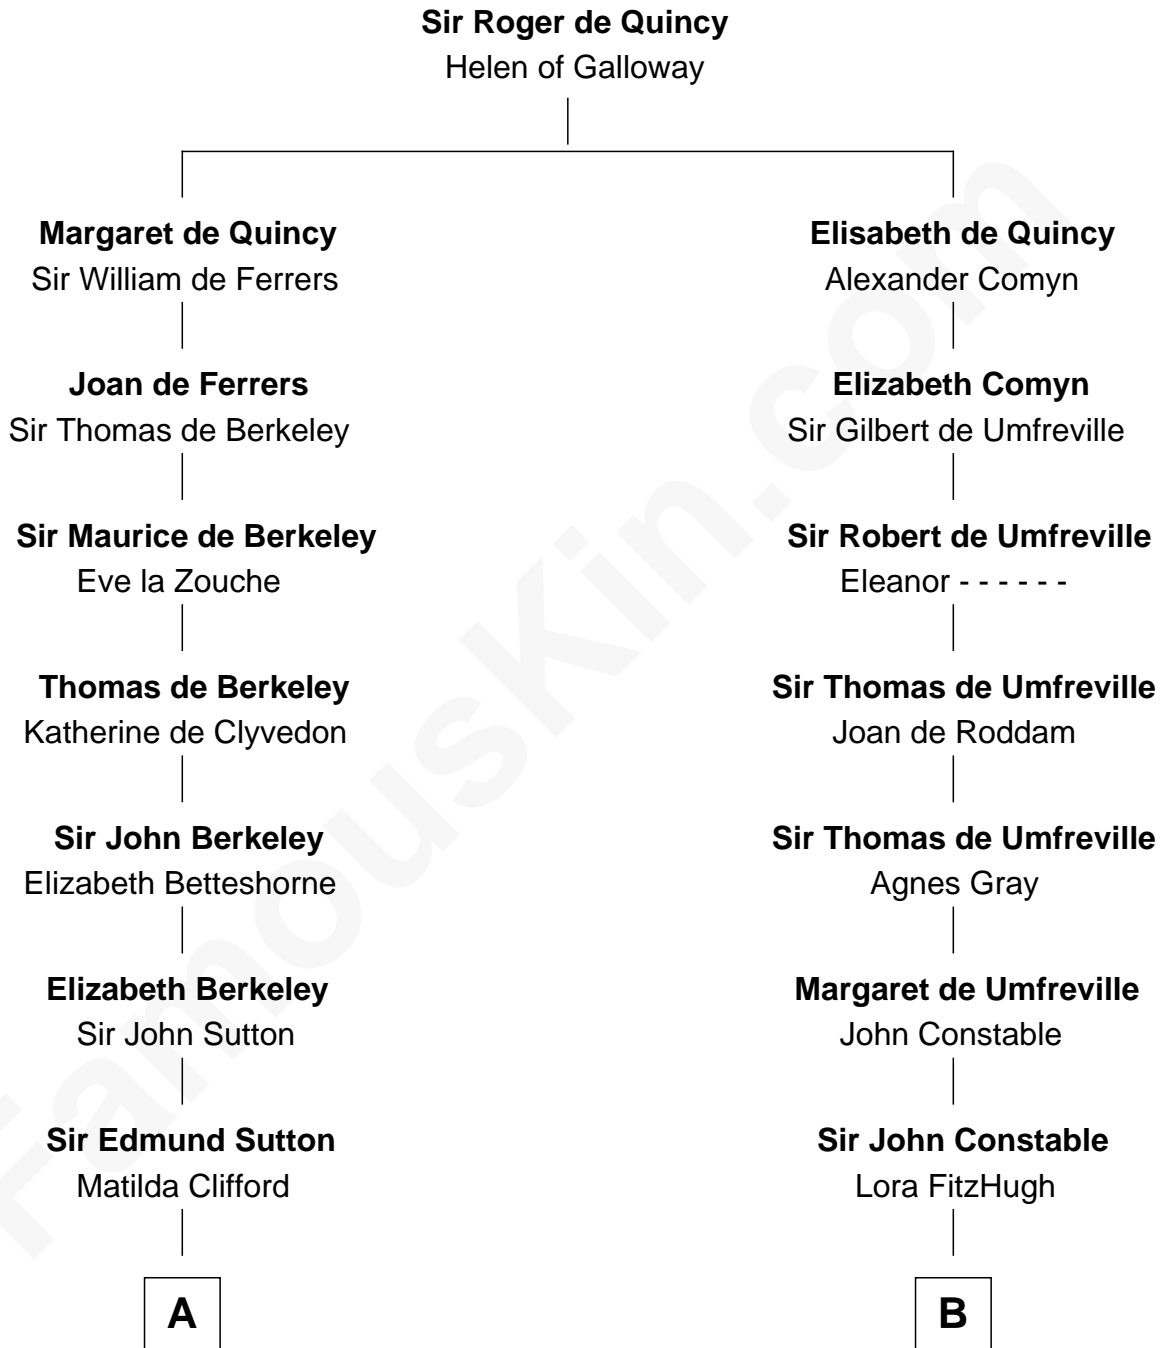 Sir Roger de Quincy
Helen of Galloway
Margaret de Quincy
Sir William de Ferrers
Elisabeth de Quincy
Alexander Comyn
Joan de Ferrers
Sir Thomas de Berkeley
Elizabeth Comyn
Sir Gilbert de Umfreville
Sir Maurice de Berkeley
Eve la Zouche
Sir Robert de Umfreville
Eleanor - - - - - -
Thomas de Berkeley
Katherine de Clyvedon
Sir Thomas de Umfreville
Joan de Roddam
Sir John Berkeley
Elizabeth Betteshorne
Sir Thomas de Umfreville
Agnes Gray
Elizabeth Berkeley
Sir John Sutton
Margaret de Umfreville
John Constable
Sir Edmund Sutton
Matilda Clifford
Sir John Constable
Lora FitzHugh
A
B
FamousKin.com